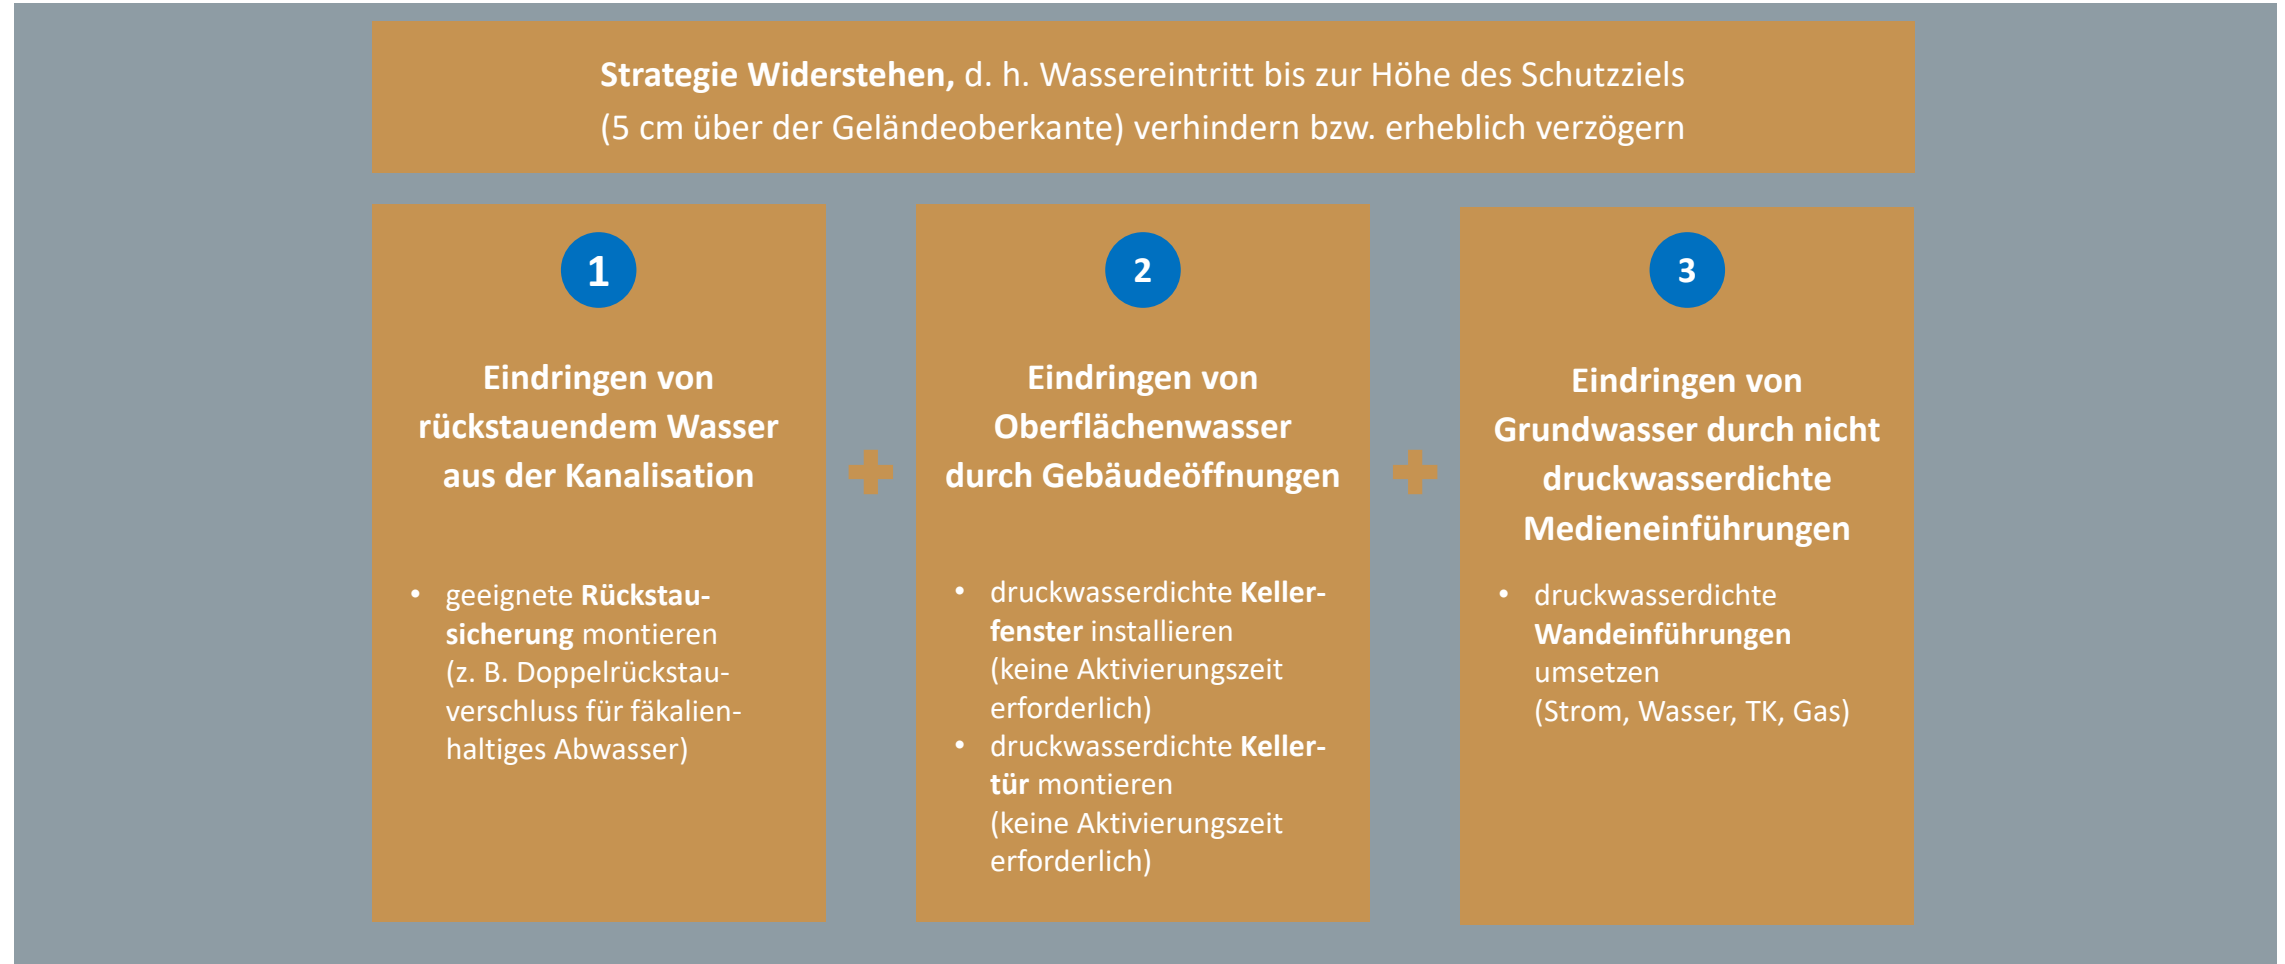 Strategie Widerstehen, d. h. Wassereintritt bis zur Höhe des Schutzziels
(5 cm über der Geländeoberkante) verhindern bzw. erheblich verzögern
1
Eindringen von
rückstauendem Wasser
aus der Kanalisation
• geeignete Rückstau-
sicherung montieren
(z. B. Doppelrückstau-
verschluss für fäkalien-
haltiges Abwasser)
2
Eindringen von
Oberflächenwasser
durch Gebäudeöffnungen
• druckwasserdichte Keller-
fenster installieren
(keine Aktivierungszeit
erforderlich)
• druckwasserdichte Keller-
tür montieren
(keine Aktivierungszeit
erforderlich)
3
Eindringen von
Grundwasser durch nicht
druckwasserdichte
Medieneinführungen
• druckwasserdichte
Wandeinführungen
umsetzen
(Strom, Wasser, TK, Gas)